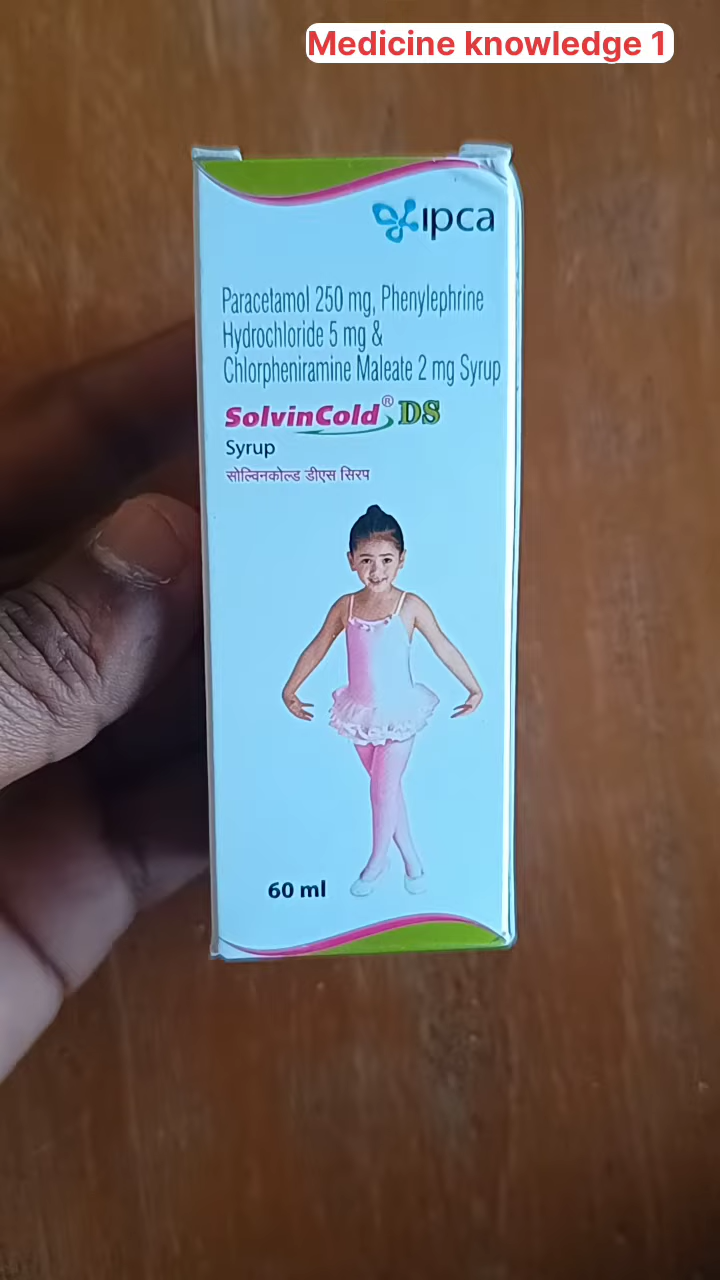 Medicine knowledge 1
ipca
Paracetamol 250 mg, Phenylephrine
Hydrochloride 5 mg &
Chlorpheniramine Maleate 2 mg Syrup
SolvinCold® DS
Syrup
सोल्विनकोल्ड डीएस सिरप
60 ml